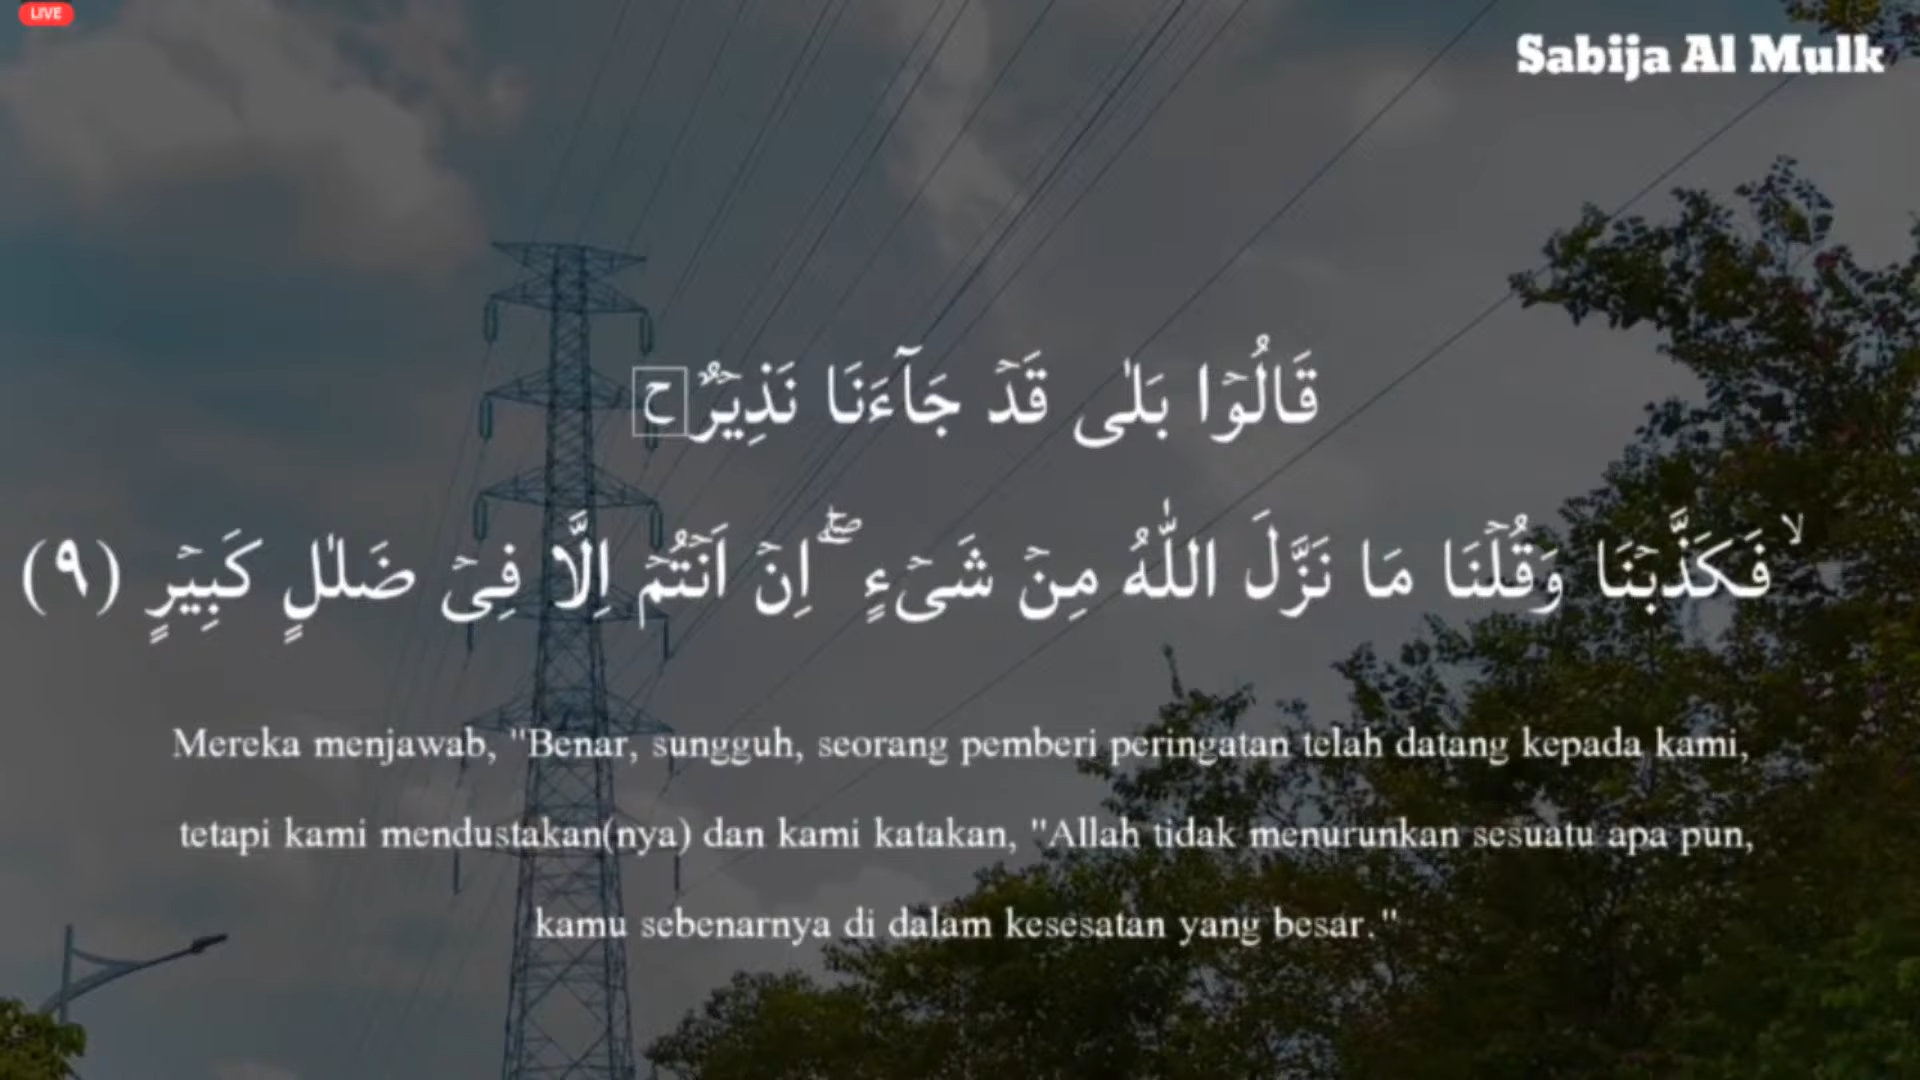 LIVE
Sabija Al Mulk
قَالُوْا بَلٰى قَدْ جَآءَنَا نَذِيْرٌ ۙح
ۙ فَكَذَّبْنَا وَقُلْنَا مَا نَزَّلَ اللّٰهُ مِنْ شَيْءٍ ۖ اِنْ اَنْتُمْ اِلَّا فِيْ ضَلٰلٍ كَبِيْرٍ (٩)
Mereka menjawab, "Benar, sungguh, seorang pemberi peringatan telah datang kepada kami,
tetapi kami mendustakan(nya) dan kami katakan, "Allah tidak menurunkan sesuatu apa pun,
kamu sebenarnya di dalam kesesatan yang besar."